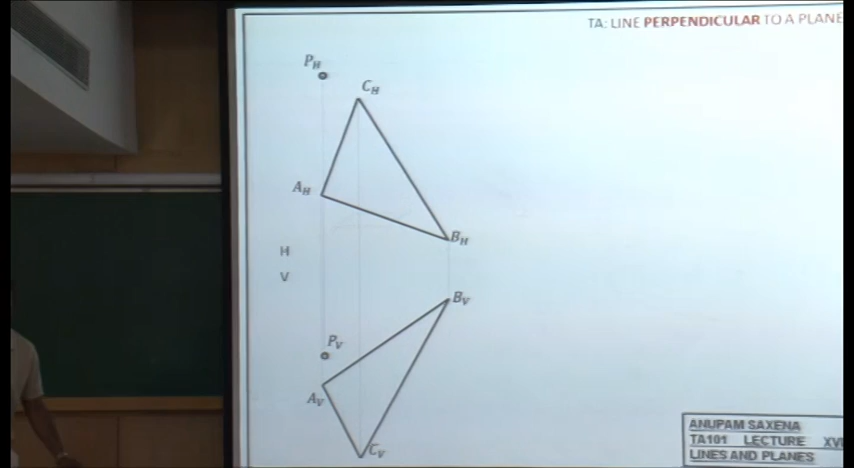 TA: LINE PERPENDICULAR TO A PLANE
PH
CH
AH
BH
H
V
BV
PV
AV
CV
ANUPAM SAXENA
TA101 LECTURE
LINES AND PLANES